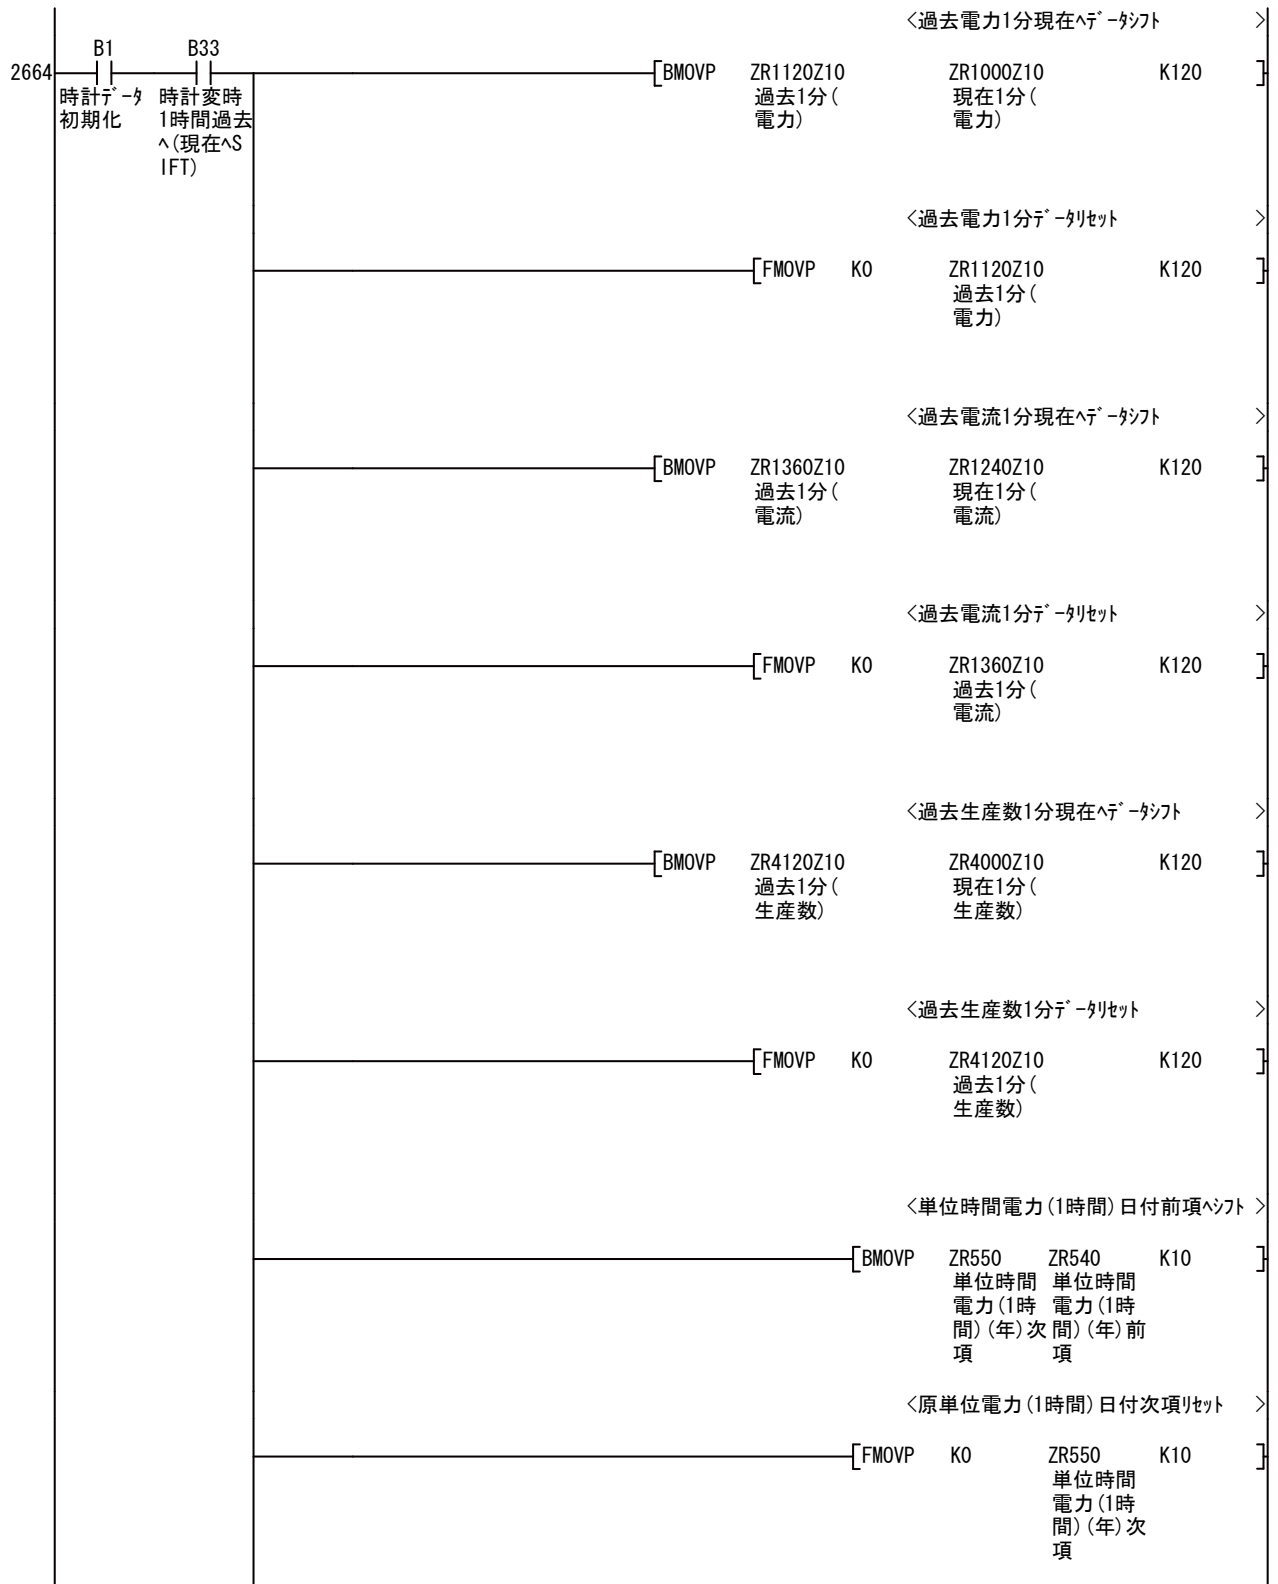 <過去電力1分現在ﾍﾃﾞｰﾀｼﾌﾄ >
B1 B33
2664 [BMOVP ZR1120Z10 ZR1000Z10 K120 ]
時計ﾃﾞｰﾀ 時計変時 過去1分( 現在1分(
初期化 1時間過去 電力) 電力)
ﾍ(現在ﾍS
IFT)
<過去電力1分ﾃﾞｰﾀﾘｾｯﾄ >
[FMOVP K0 ZR1120Z10 K120 ]
過去1分(
電力)
<過去電流1分現在ﾍﾃﾞｰﾀｼﾌﾄ >
[BMOVP ZR1360Z10 ZR1240Z10 K120 ]
過去1分( 現在1分(
電流) 電流)
<過去電流1分ﾃﾞｰﾀﾘｾｯﾄ >
[FMOVP K0 ZR1360Z10 K120 ]
過去1分(
電流)
<過去生産数1分現在ﾍﾃﾞｰﾀｼﾌﾄ >
[BMOVP ZR4120Z10 ZR4000Z10 K120 ]
過去1分( 現在1分(
生産数) 生産数)
<過去生産数1分ﾃﾞｰﾀﾘｾｯﾄ >
[FMOVP K0 ZR4120Z10 K120 ]
過去1分(
生産数)
<単位時間電力(1時間)日付前項ﾍｼﾌﾄ >
[BMOVP ZR550 ZR540 K10 ]
単位時間 単位時間
電力(1時 電力(1時
間)(年)次 間)(年)前
項 項
<原単位電力(1時間)日付次項ﾘｾｯﾄ >
[FMOVP K0 ZR550 K10 ]
単位時間
電力(1時
間)(年)次
項